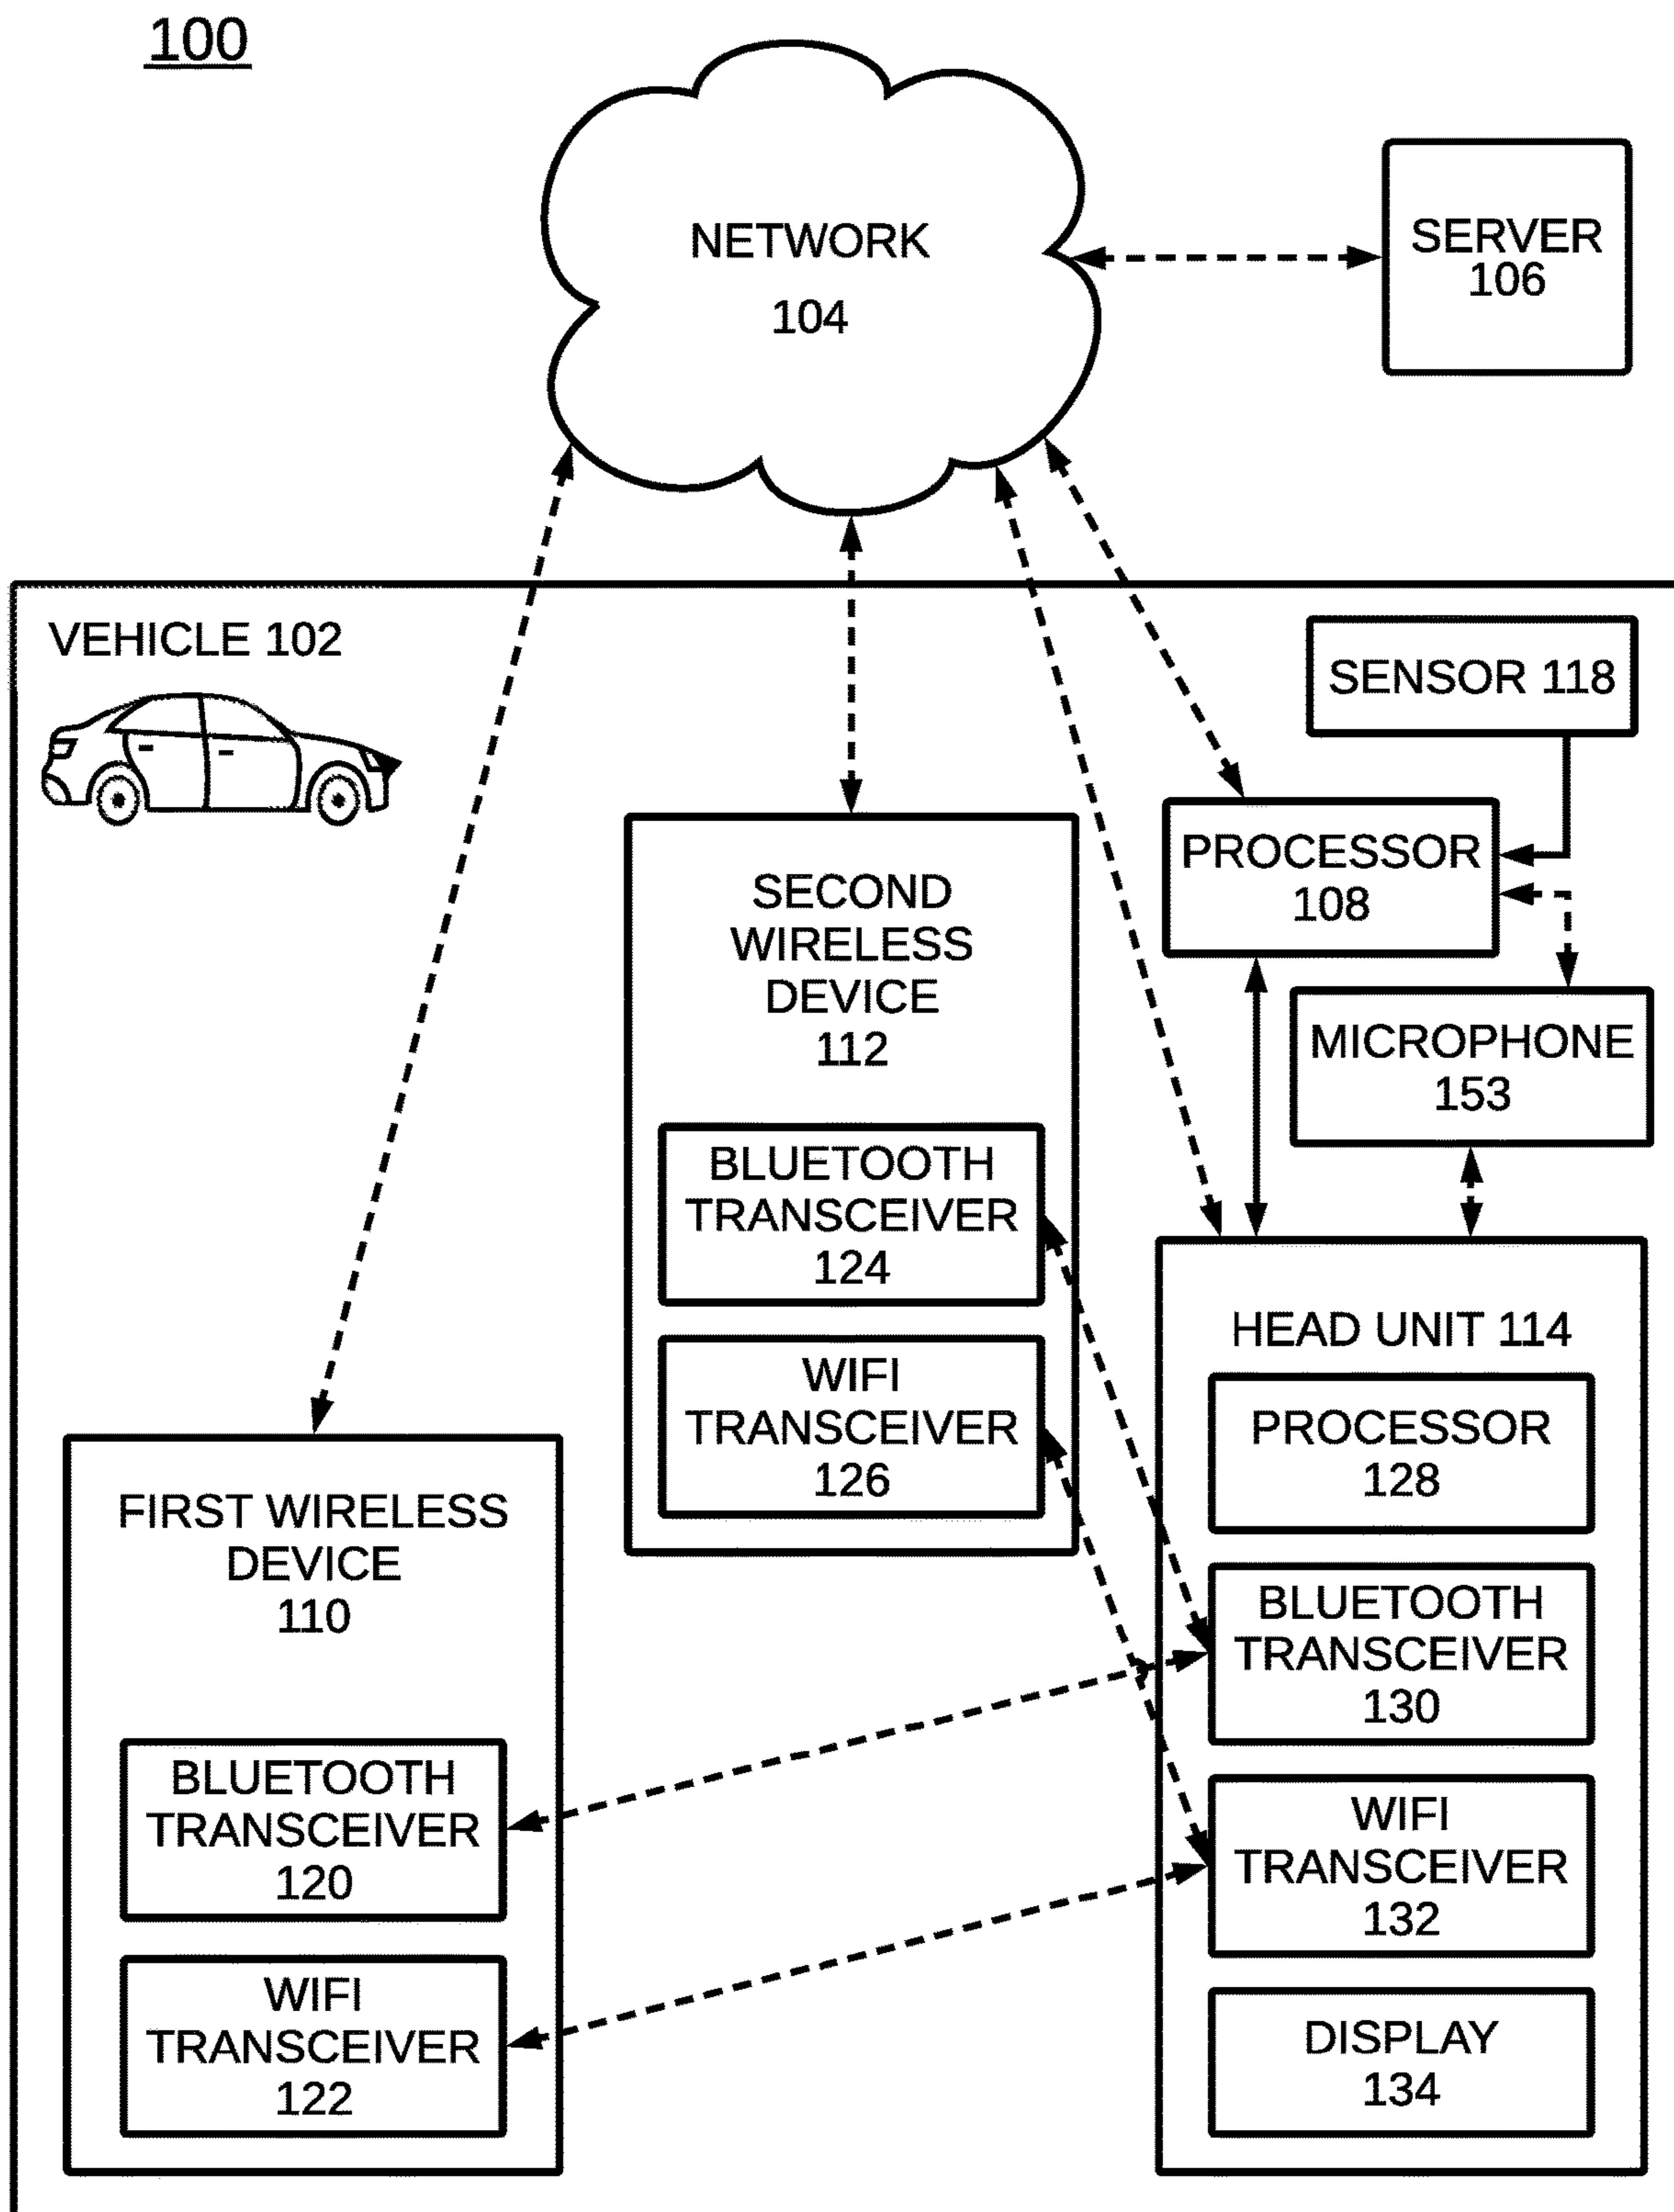 100
NETWORK
104
SERVER
106
VEHICLE 102
SENSOR 118
PROCESSOR
108
SECOND
WIRELESS
DEVICE
112
MICROPHONE
153
BLUETOOTH
TRANSCEIVER
124
WIFI
TRANSCEIVER
126
HEAD UNIT 114
PROCESSOR
128
BLUETOOTH
TRANSCEIVER
130
WIFI
TRANSCEIVER
132
DISPLAY
134
FIRST WIRELESS
DEVICE
110
BLUETOOTH
TRANSCEIVER
120
WIFI
TRANSCEIVER
122